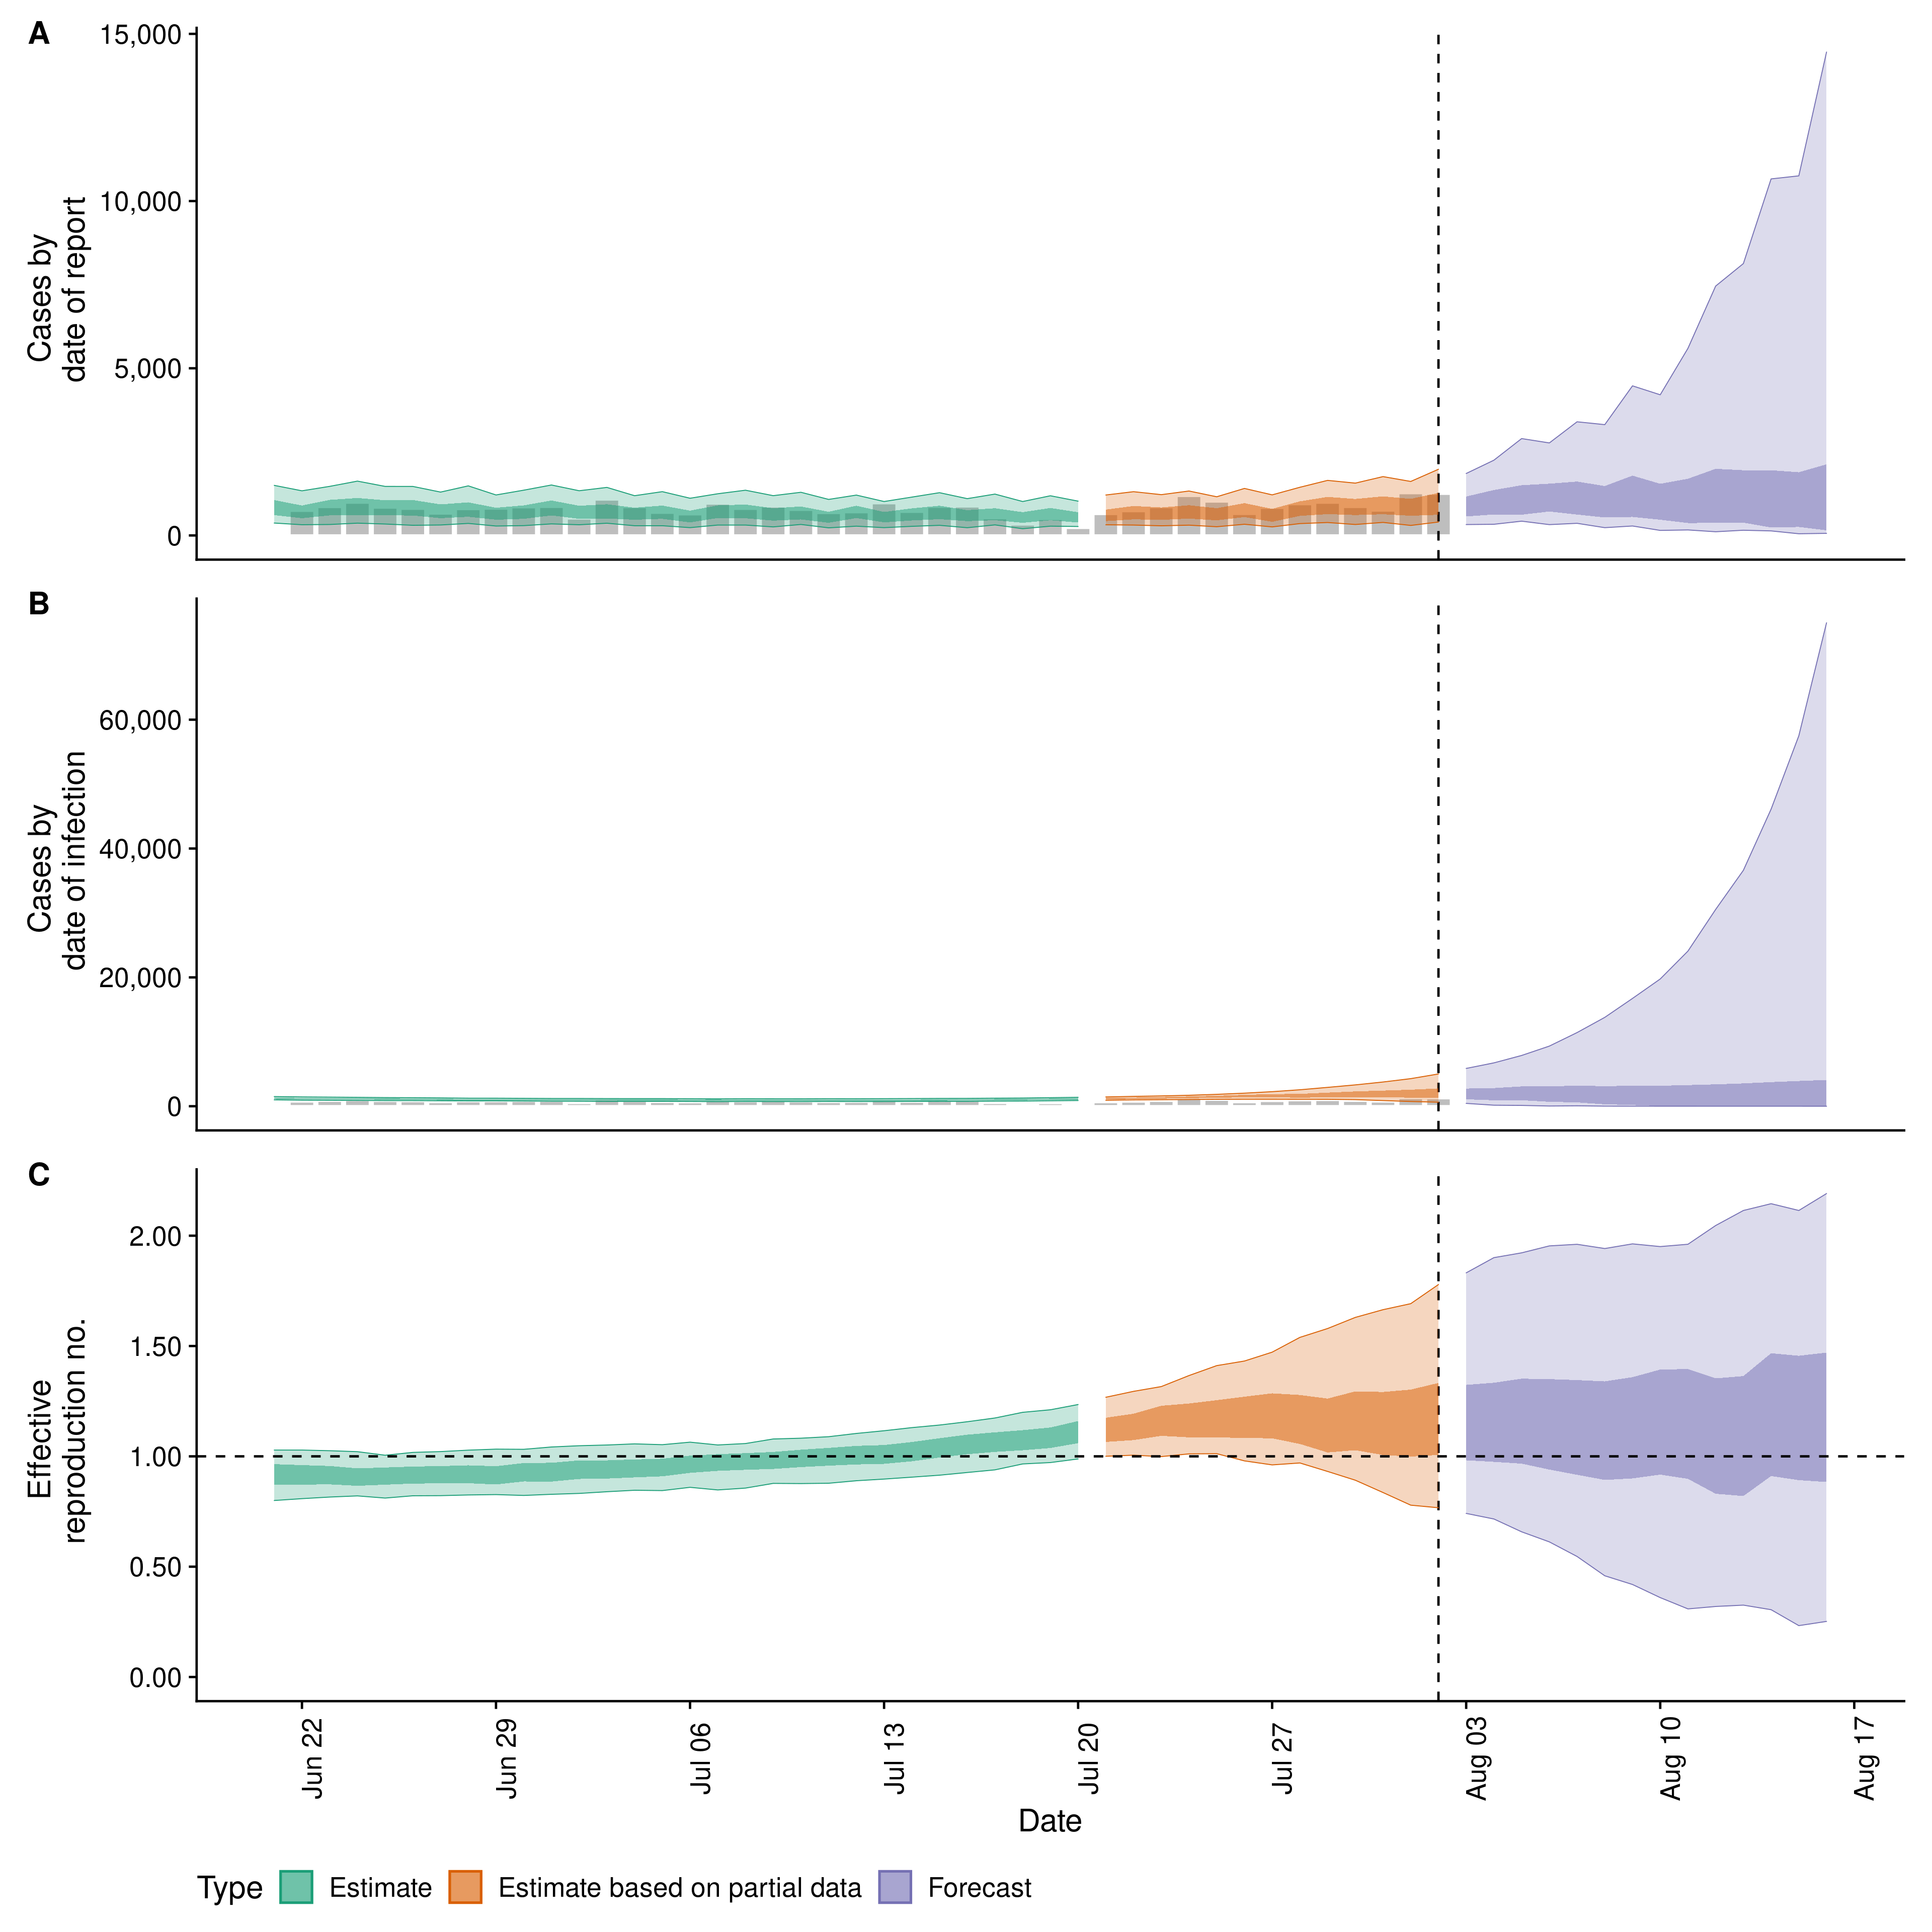 A
15,000
10,000
5,000
0
Cases by
date of report
B
60,000
40,000
20,000
0
Cases by
date of infection
C
2.00
1.50
1.00
0.50
0.00
Effective
reproduction no.
Jun 22
Jun 29
Jul 06
Jul 13
Jul 20
Jul 27
Aug 03
Aug 10
Aug 17
Date
Type Estimate Estimate based on partial data Forecast